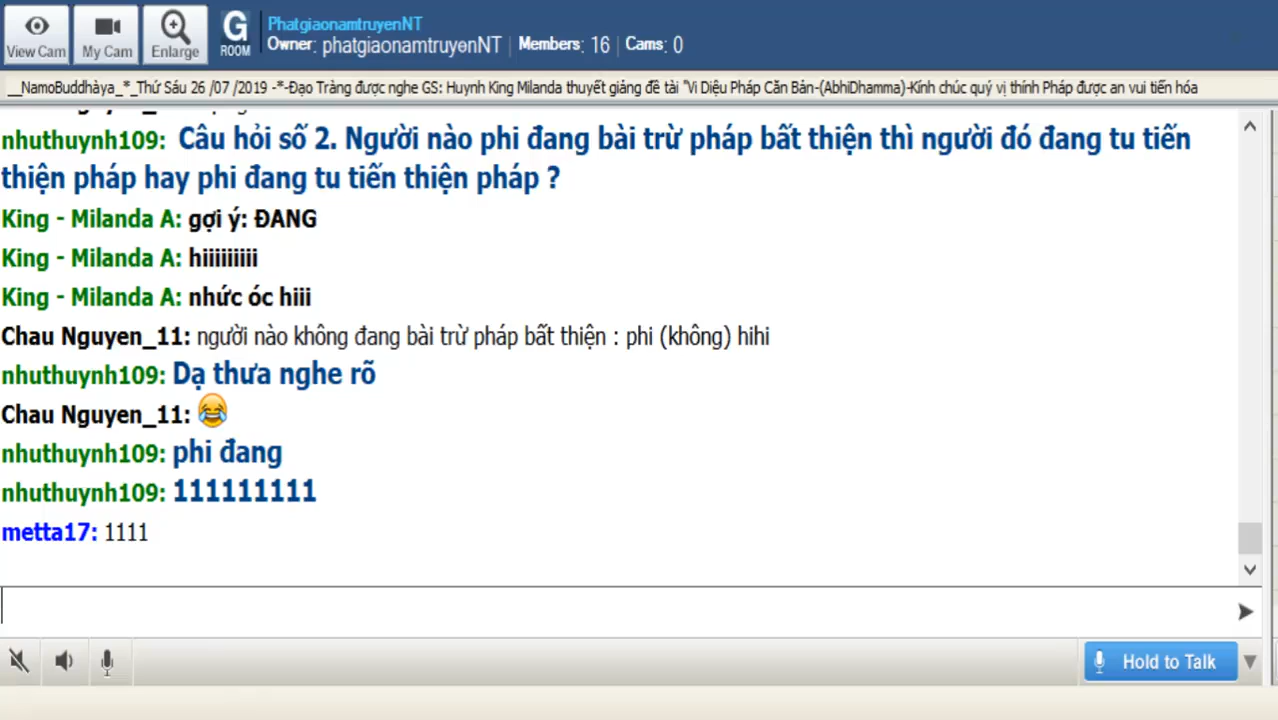 View Cam
My Cam
Enlarge
G
ROOM
PhatgiaonamtruyenNT
Owner: phatgiaonamtruyenNT | Members: 16 | Cams: 0
__NamoBuddhàya_*_Thứ Sáu 26 /07 /2019 -*-Đạo Tràng được nghe GS: Huynh King Milanda thuyết giảng đề tài "Vi Diệu Pháp Căn Bản-(AbhiDhamma)-Kính chúc quý vị thính Pháp được an vui tiến hóa
nhuthuynh109: Câu hỏi số 2. Người nào phi đang bài trừ pháp bất thiện thì người đó đang tu tiến
thiện pháp hay phi đang tu tiến thiện pháp ?
King - Milanda A: gợi ý: ĐANG
King - Milanda A: hiiiiiiiii
King - Milanda A: nhức óc hiii
Chau Nguyen_11: người nào không đang bài trừ pháp bất thiện : phi (không) hihi
nhuthuynh109: Dạ thưa nghe rõ
Chau Nguyen_11: 😂
nhuthuynh109: phi đang
nhuthuynh109: 111111111
metta17: 1111
Hold to Talk